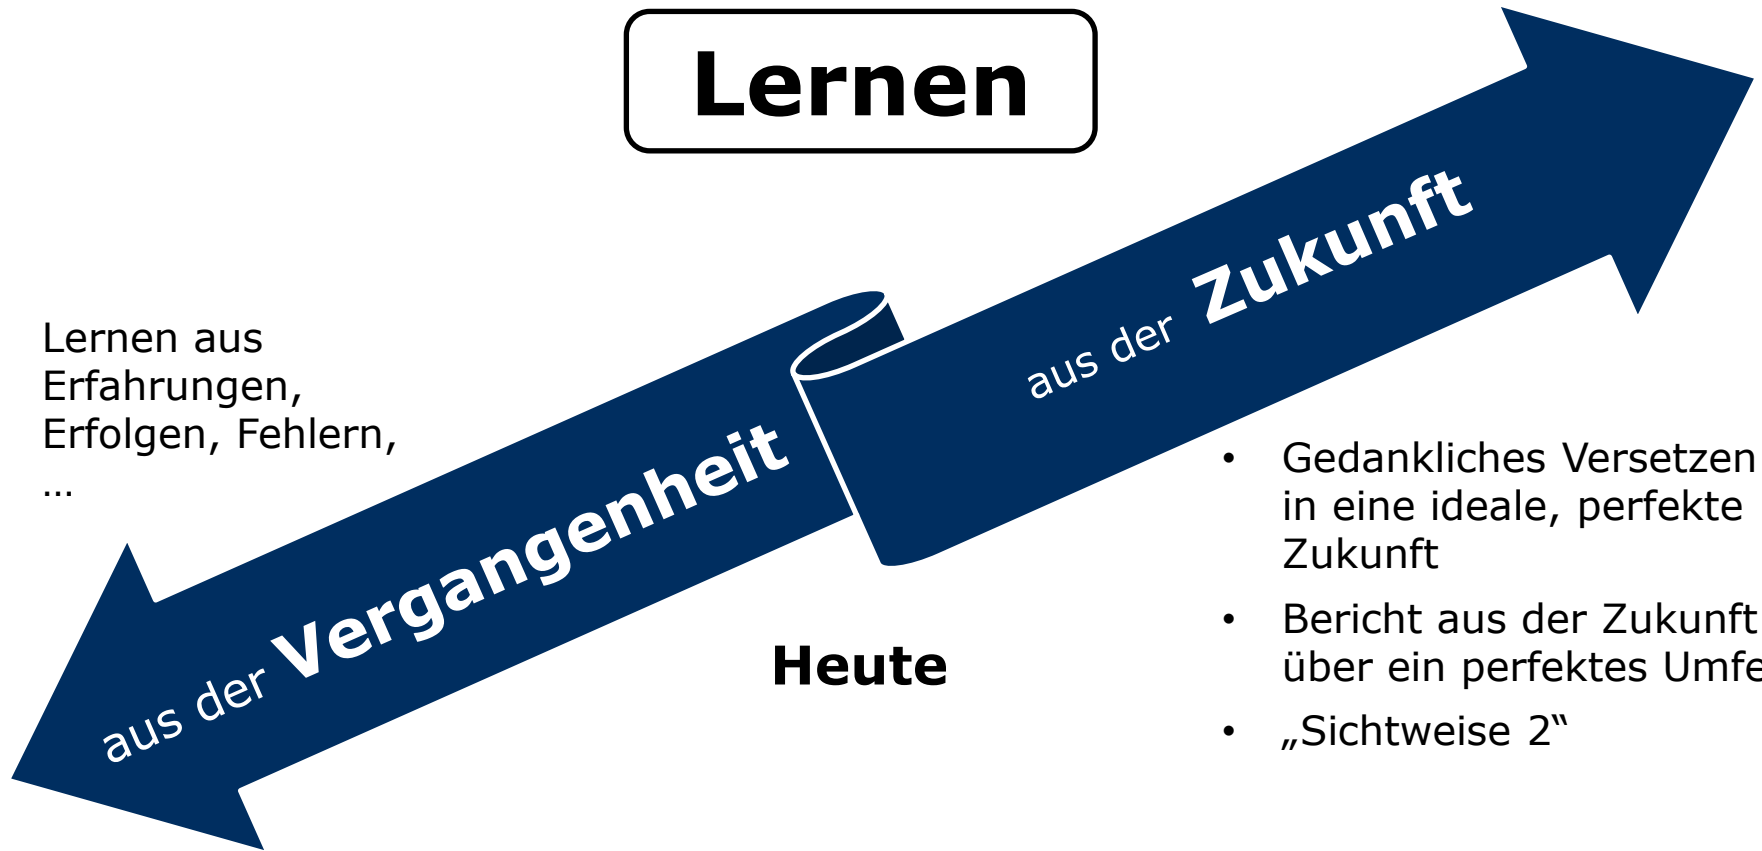 Lernen
aus der Zukunft
Lernen aus
Erfahrungen,
Erfolgen, Fehlern,
...
aus der Vergangenheit
• Gedankliches Versetzen
in eine ideale, perfekte
Zukunft
• Bericht aus der Zukunft
über ein perfektes
• „Sichtweise 2“
Heute